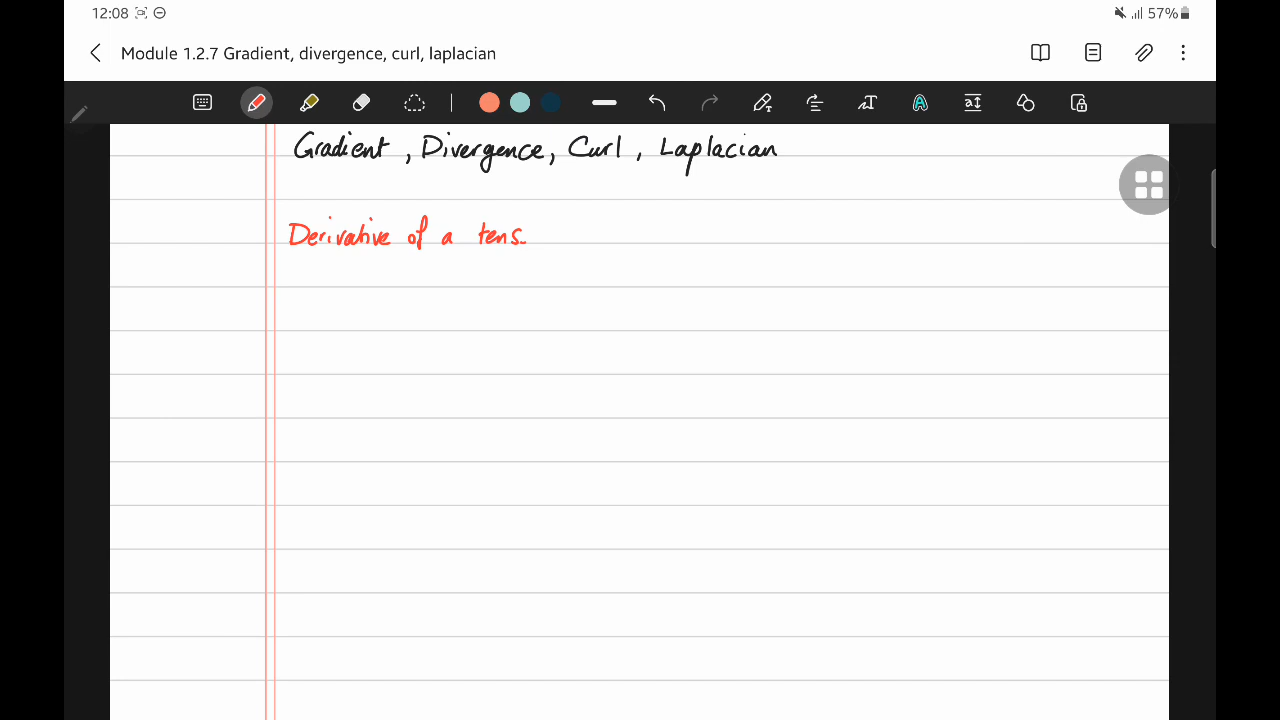 12:08 57%
Module 1.2.7 Gradient, divergence, curl, laplacian
Gradient, Divergence, Curl, Laplacian
Derivative of a tens